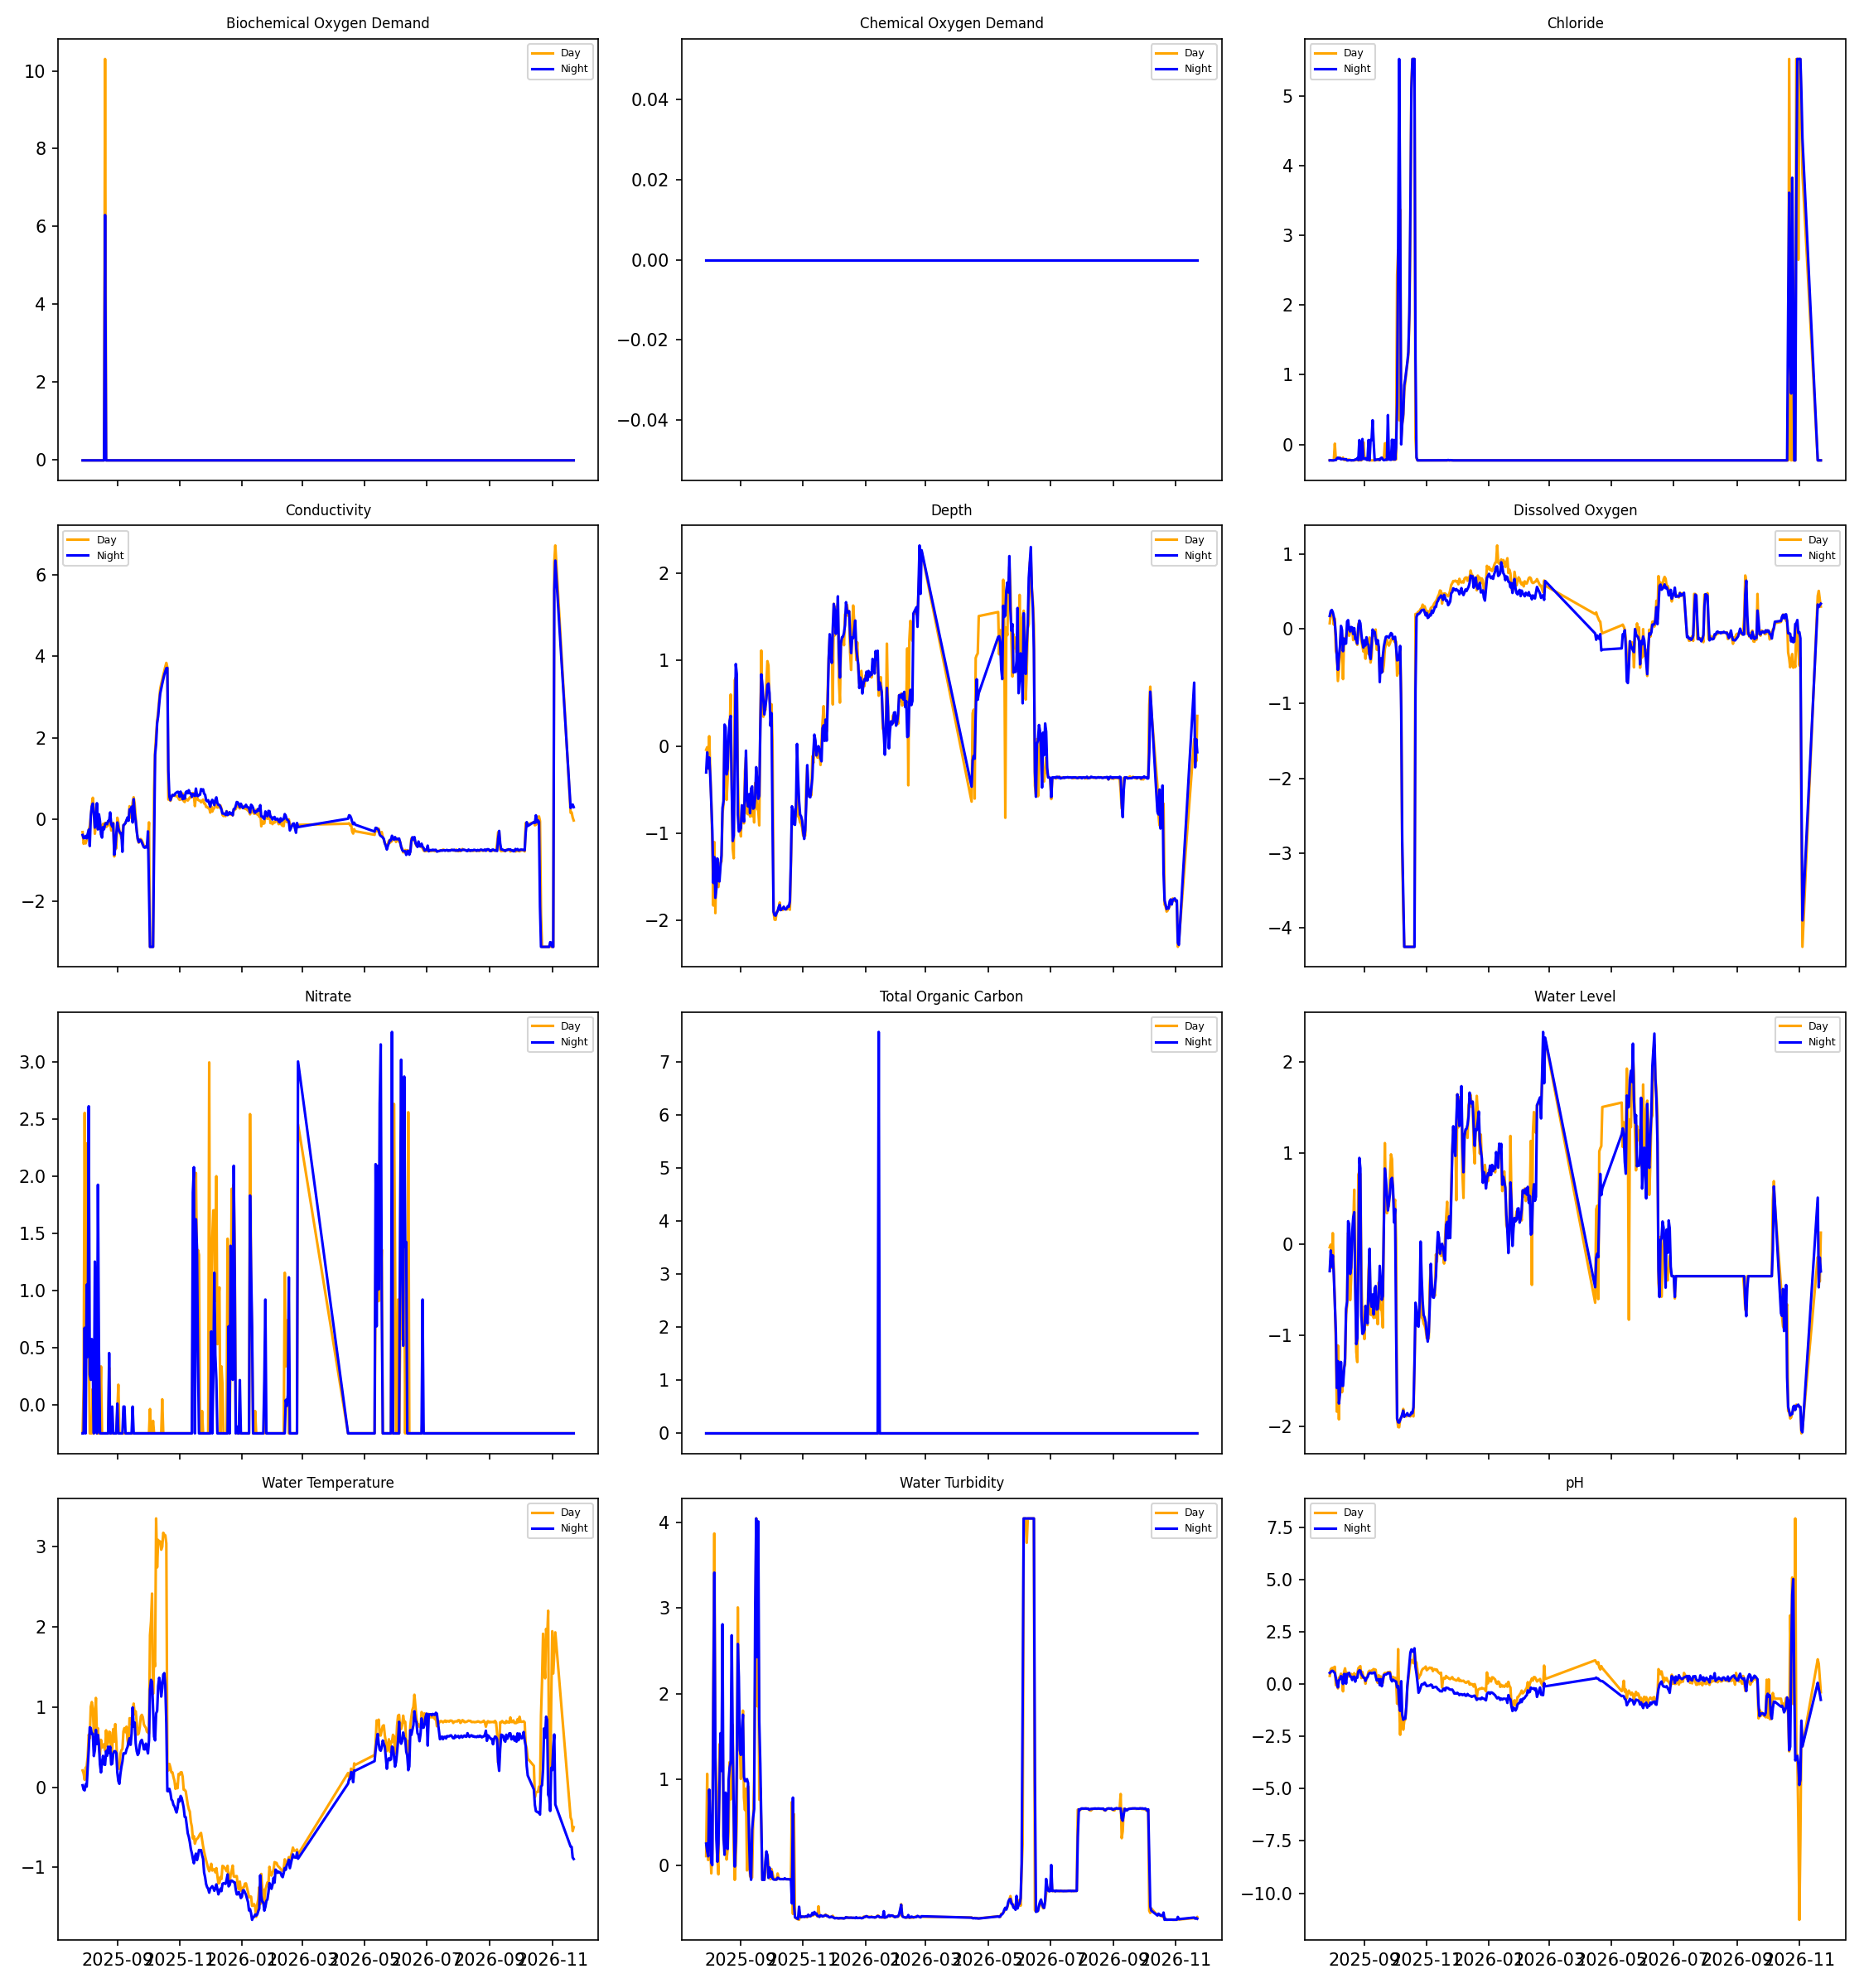 Biochemical Oxygen Demand
Day
Night
10
8
6
4
2
0
Chemical Oxygen Demand
Day
Night
0.04
0.02
0.00
−0.02
−0.04
Chloride
Day
Night
5
4
3
2
1
0
Conductivity
Day
Night
6
4
2
0
−2
Depth
Day
Night
2
1
0
−1
−2
Dissolved Oxygen
Day
Night
1
0
−1
−2
−3
−4
Nitrate
Day
Night
3.0
2.5
2.0
1.5
1.0
0.5
0.0
Total Organic Carbon
Day
Night
7
6
5
4
3
2
1
0
Water Level
Day
Night
2
1
0
−1
−2
Water Temperature
Day
Night
3
2
1
0
−1
2025-09 2025-11 2026-01 2026-03 2026-05 2026-07 2026-09 2026-11
Water Turbidity
Day
Night
4
3
2
1
0
2025-09 2025-11 2026-01 2026-03 2026-05 2026-07 2026-09 2026-11
pH
Day
Night
7.5
5.0
2.5
0.0
−2.5
−5.0
−7.5
−10.0
2025-09 2025-11 2026-01 2026-03 2026-05 2026-07 2026-09 2026-11